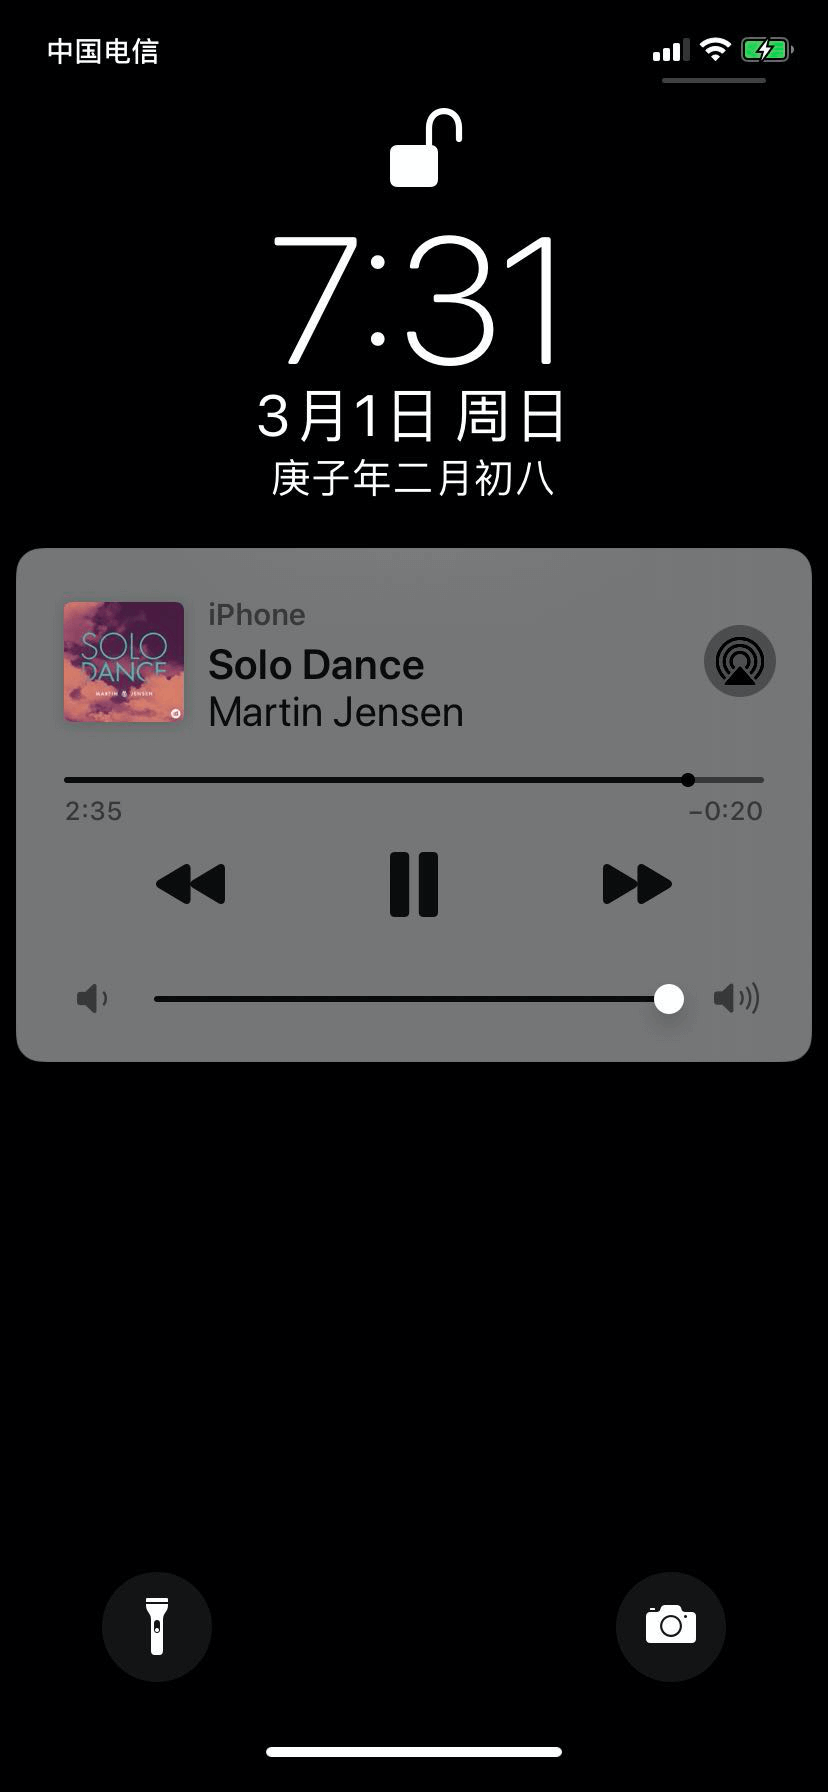 中国电信
7:31
3月1日 周日
庚子年二月初八
iPhone
SOLO
DANCE
MARTIN JENSEN
Solo Dance
Martin Jensen
2:35
−0:20